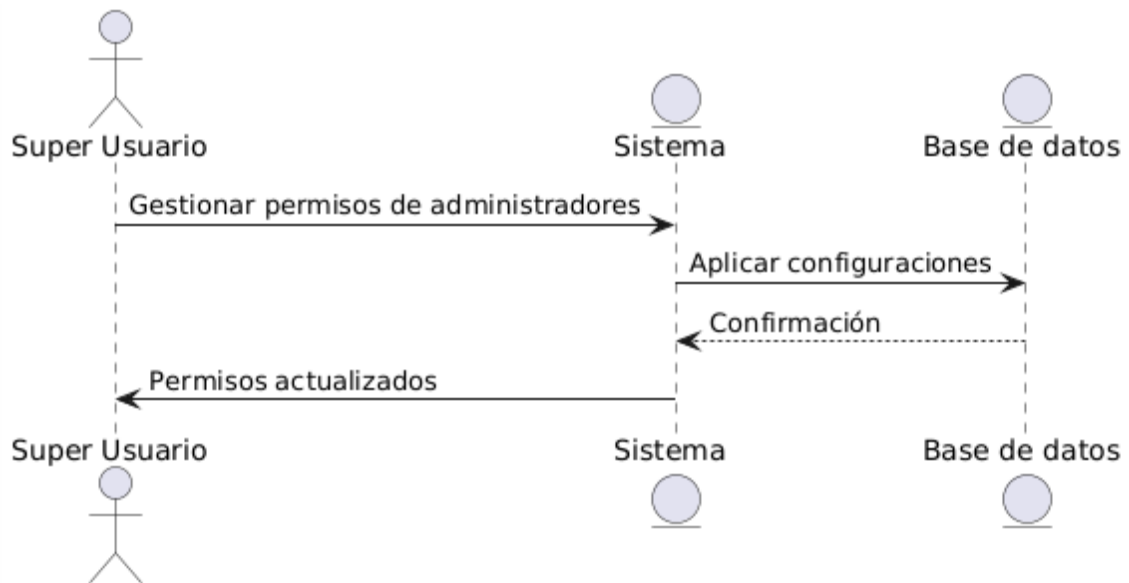 Super Usuario
Sistema
Base de datos
Gestionar permisos de administradores
Aplicar configuraciones
Confirmación
Permisos actualizados
Super Usuario
Sistema
Base de datos